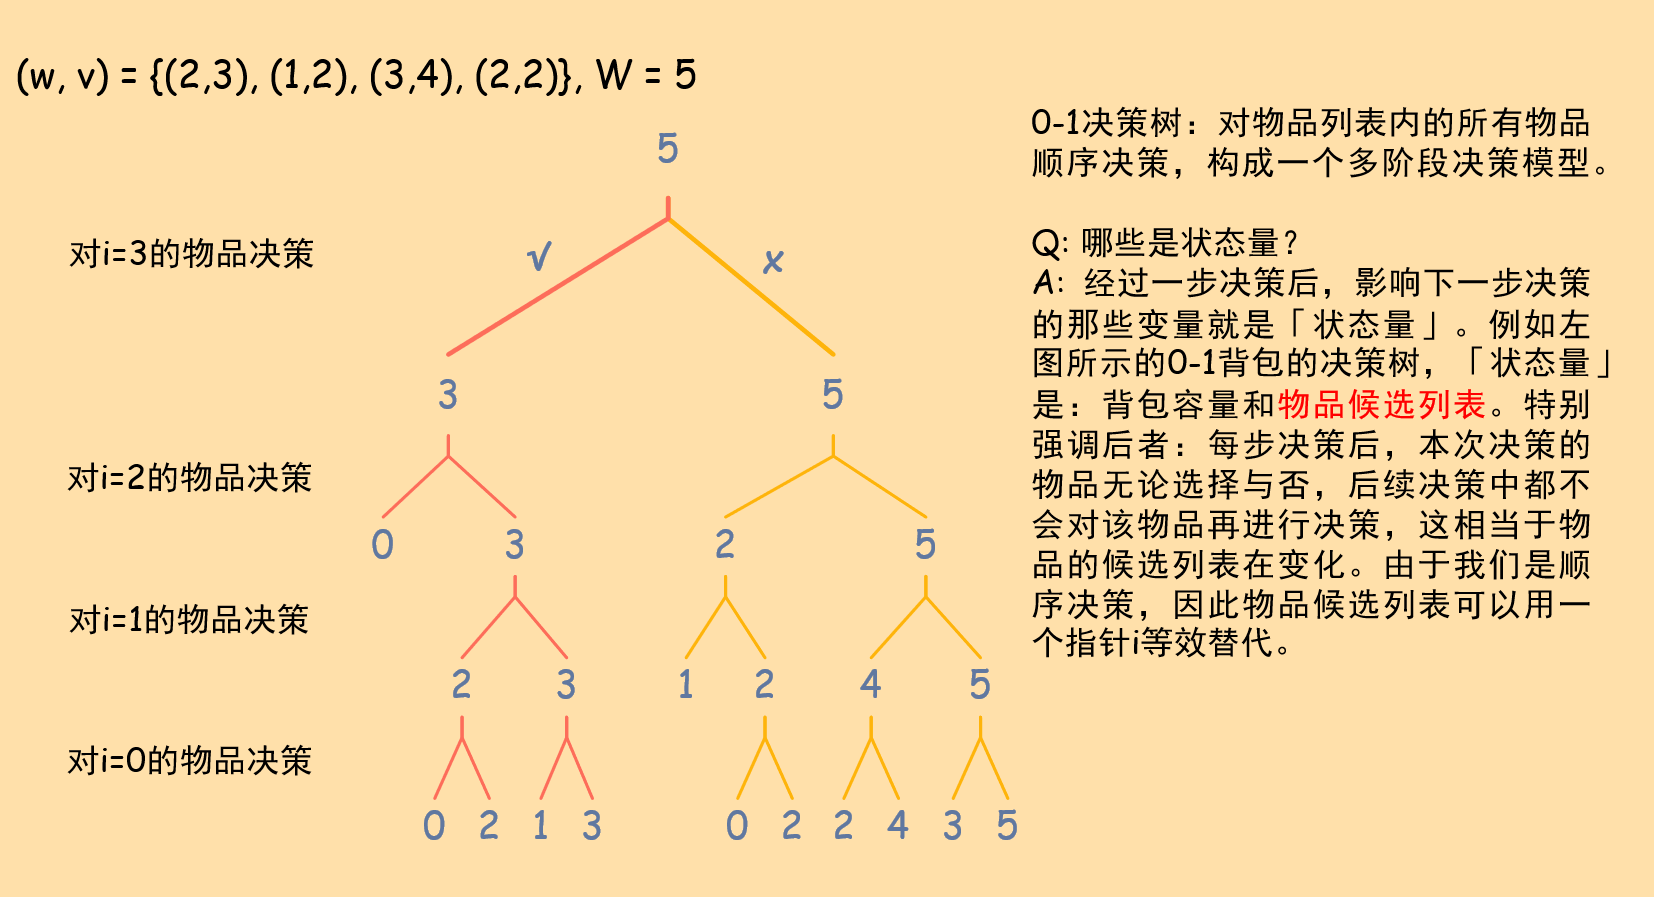 (w, v) = {(2,3), (1,2), (3,4), (2,2)}, W = 5
5
对i=3的物品决策
√
x
3
5
对i=2的物品决策
0
3
2
5
对i=1的物品决策
2
3
1
2
4
5
对i=0的物品决策
0
2
1
3
0
2
2
4
3
5
0-1决策树：对物品列表内的所有物品
顺序决策，构成一个多阶段决策模型。
Q: 哪些是状态量？
A: 经过一步决策后，影响下一步决策
的那些变量就是「状态量」。例如左
图所示的0-1背包的决策树，「状态量」
是：背包容量和物品候选列表。特别
强调后者：每步决策后，本次决策的
物品无论选择与否，后续决策中都不
会对该物品再进行决策，这相当于物
品的候选列表在变化。由于我们是顺
序决策，因此物品候选列表可以用一
个指针i等效替代。